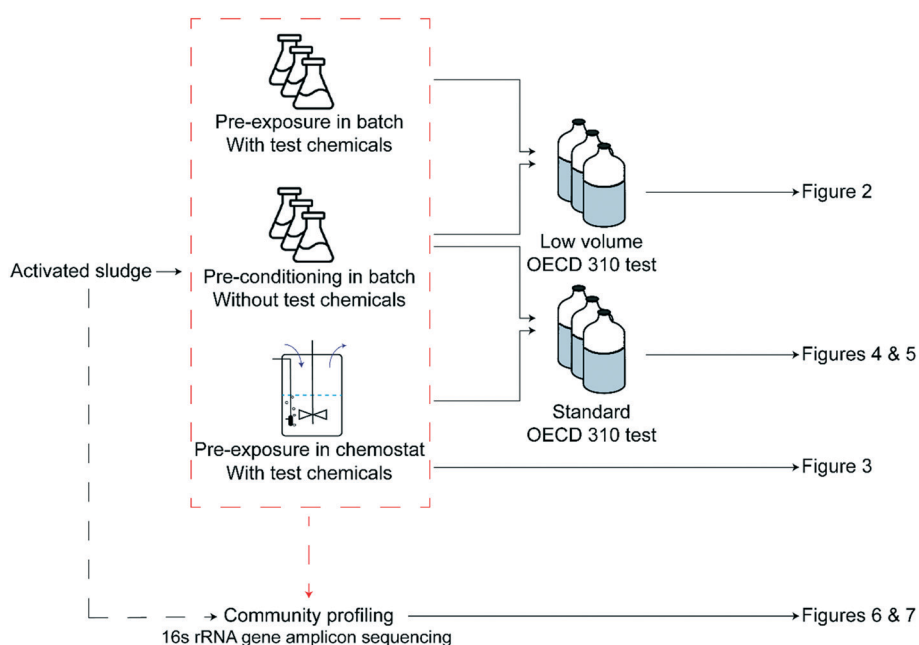 Pre-exposure in batch
With test chemicals
Figure 2
Low volume
OECD 310 test
Activated sludge
Pre-conditioning in batch
Without test chemicals
Figures 4 & 5
Standard
OECD 310 test
Pre-exposure in chemostat
With test chemicals
Figure 3
Community profiling
16s rRNA gene amplicon sequencing
Figures 6 & 7